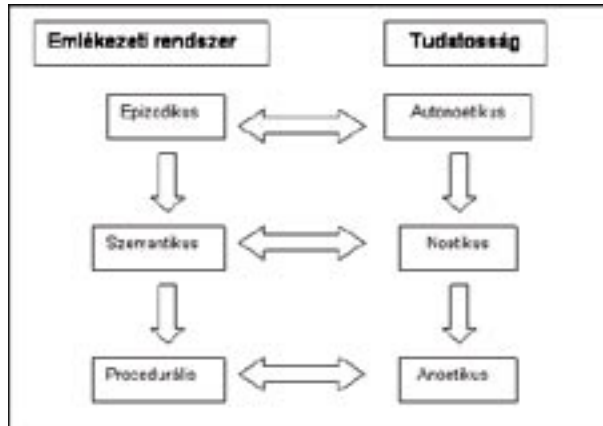 Emlékezeti rendszer
Tudatosság
Epizodikus
Autonoetikus
Szemantikus
Noetikus
Procedurális
Anoetikus